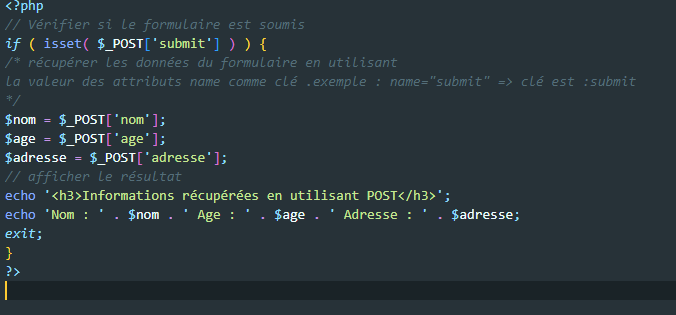 <?php
// Vérifier si le formulaire est soumis
if ( isset( $_POST['submit'] ) ) {
/* récupérer les données du formulaire en utilisant
la valeur des attributs name comme clé .exemple : name="submit" => clé est :submit
*/
$nom = $_POST['nom'];
$age = $_POST['age'];
$adresse = $_POST['adresse'];
// afficher le résultat
echo '<h3>Informations récupérées en utilisant POST</h3>';
echo 'Nom : ' . $nom . ' Age : ' . $age . ' Adresse : ' . $adresse;
exit;
}
?>